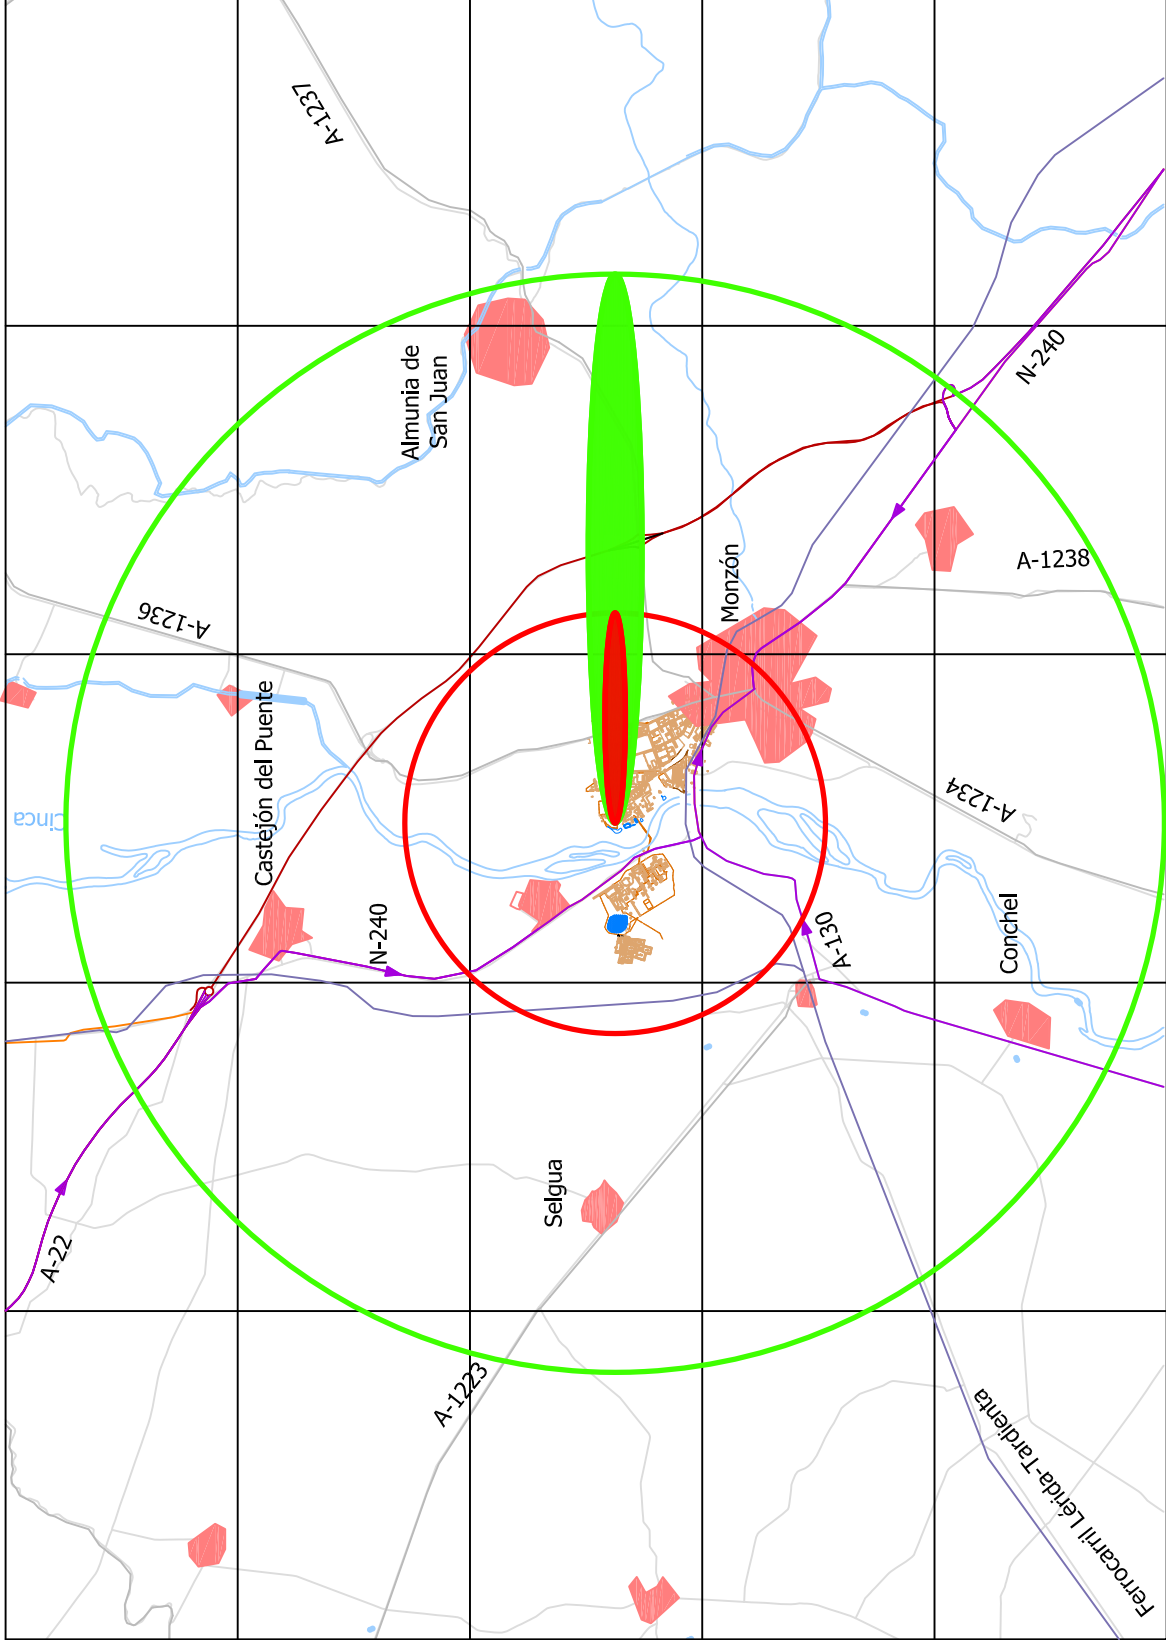 A-1237
Almunia de
San Juan
N-240
Monzón
A-1238
A-1236
Castejón del Puente
Cinca
A-1234
N-240
A-130
Conchel
Selgua
A-22
A-1223
Ferrocarril Lérida-Tardienta